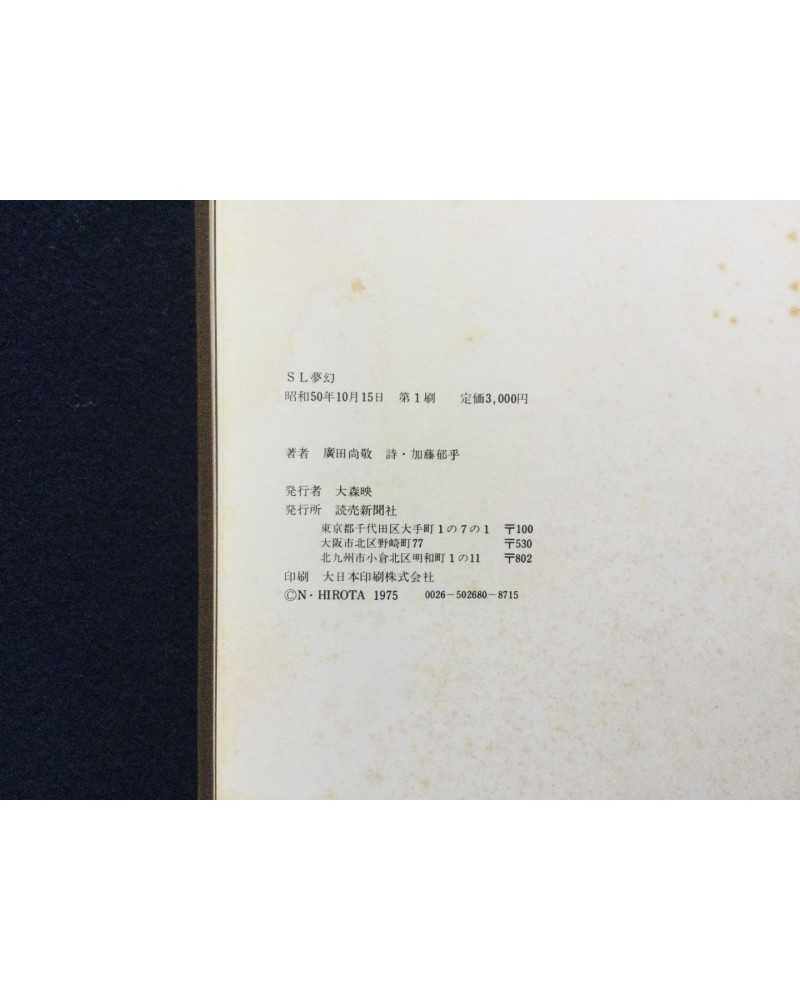 SL夢幻
昭和50年10月15日 第1刷 定価3,000円
著者 廣田尚敬 詩・加藤郁乎
発行者 大森映
発行所 読売新聞社
東京都千代田区大手町1の7の1 〒100
大阪市北区野崎町77 〒530
北九州市小倉北区明和町1の11 〒802
印刷 大日本印刷株式会社
©N・HIROTA 1975 0026-502680-8715